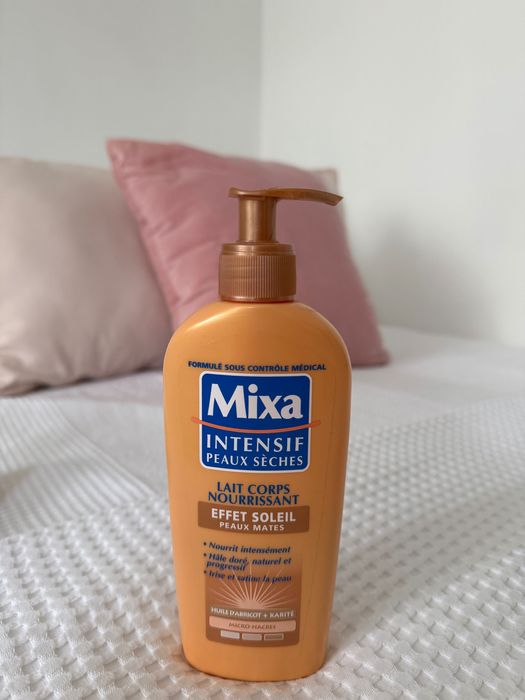 FORMULÉ SOUS CONTRÔLE MÉDICAL
Mixa
INTENSIF
PEAUX SÈCHES
LAIT CORPS
NOURRISSANT
EFFET SOLEIL
PEAUX MATES
• Nourrit intensément
• Hâle doré, naturel et
progressif
• Irise et satine la peau
HUILE D'ABRICOT + KARITÉ
MICRO-NACRES